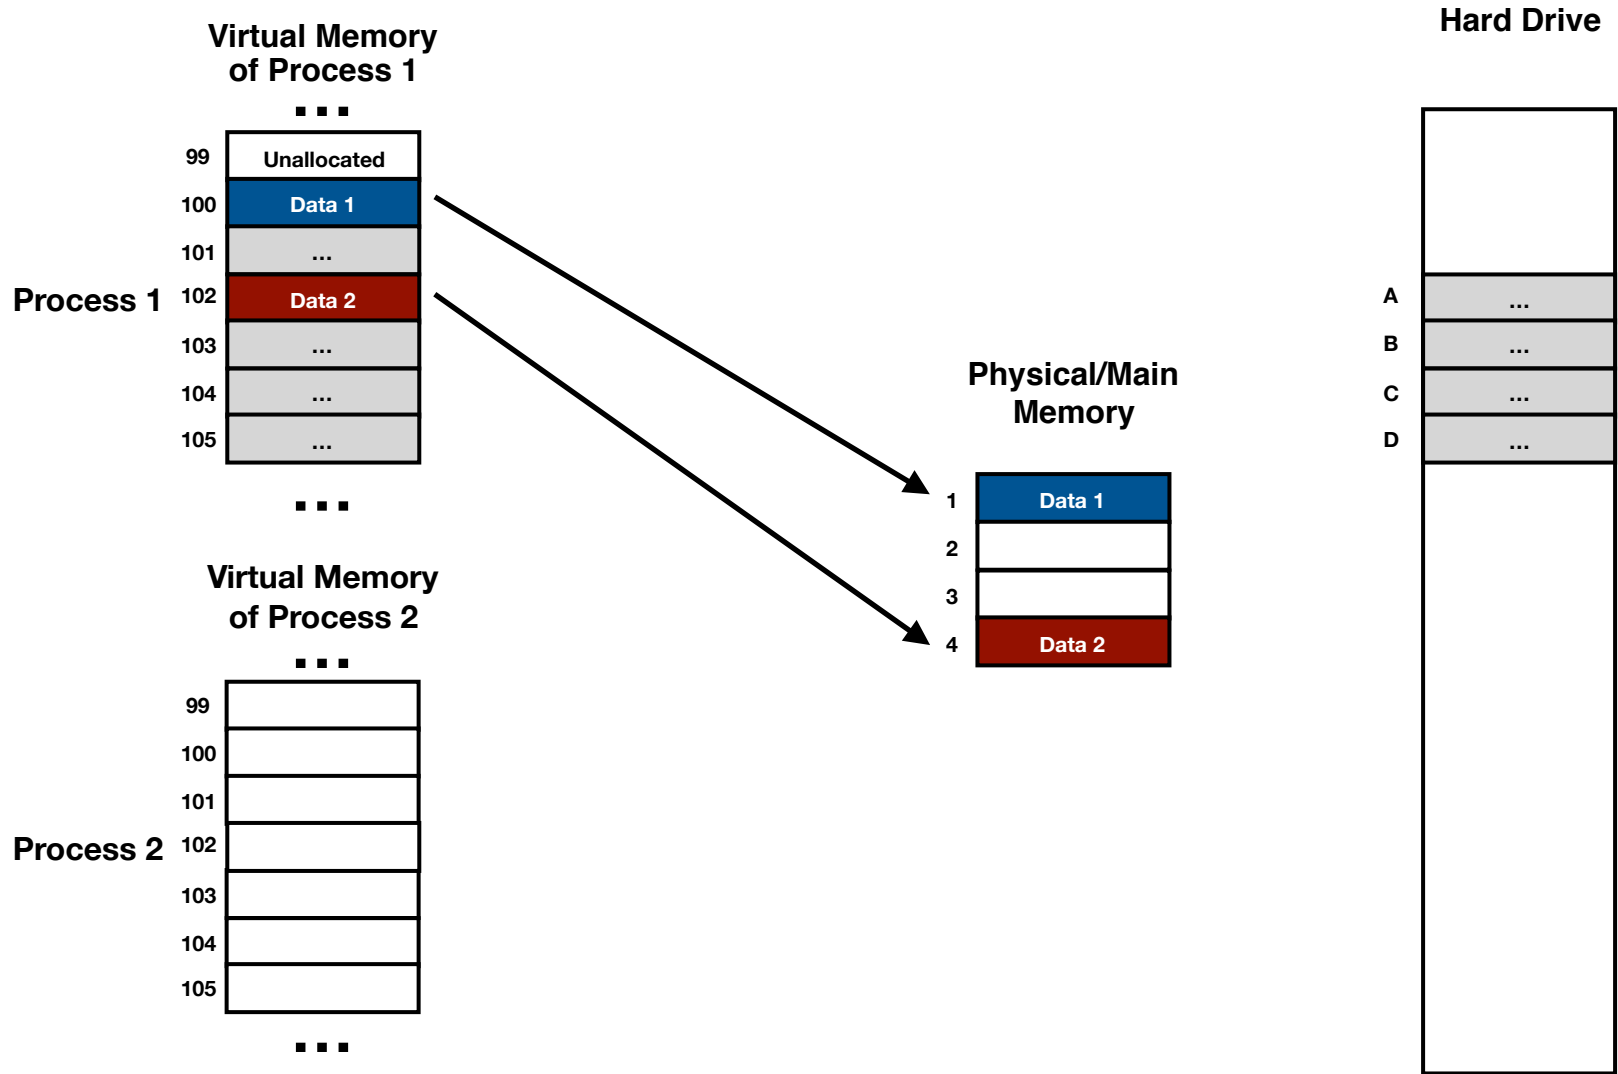 Hard Drive
Virtual Memory
of Process 1
...
99 Unallocated
100 Data 1
101 ...
Process 1 102 Data 2
103 ...
104 ...
105 ...
...
A ...
B ...
C ...
D ...
Physical/Main
Memory
1 Data 1
2
3
4 Data 2
Virtual Memory
of Process 2
...
99
100
101
Process 2 102
103
104
105
...